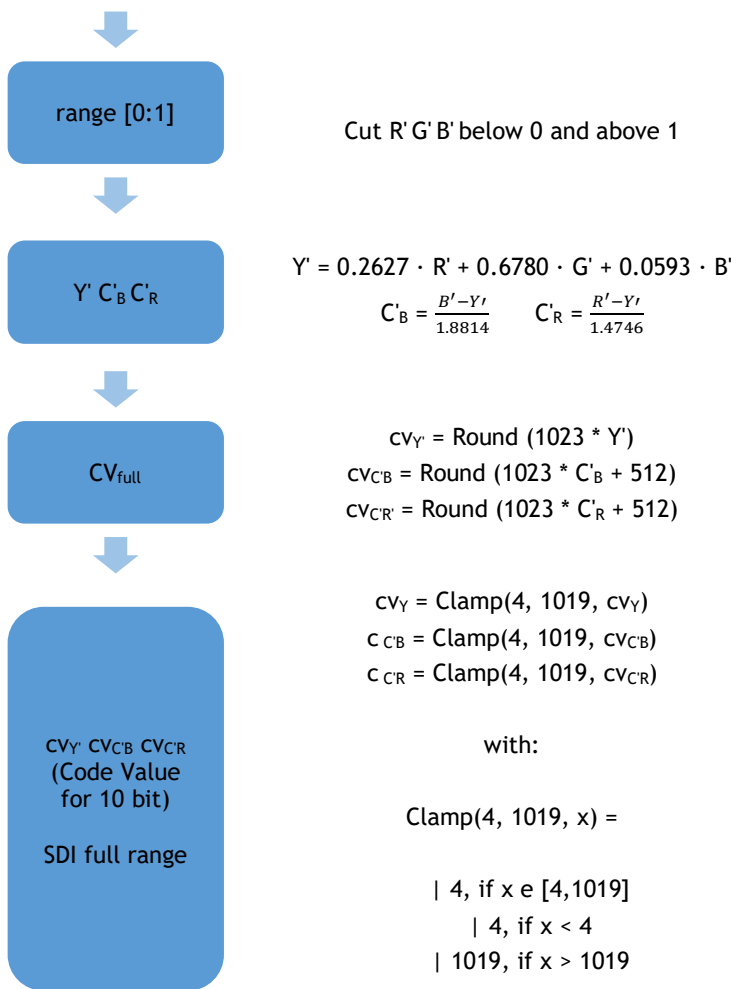 range [0:1]
Cut R' G' B' below 0 and above 1
Y' C'B C'R
Y' = 0.2627 · R' + 0.6780 · G' + 0.0593 · B'
C'B = B′−Y′/1.8814 C'R = R′−Y′/1.4746
CVfull
cvY' = Round (1023 * Y')
cvC'B = Round (1023 * C'B + 512)
cvC'R' = Round (1023 * C'R + 512)
cvY = Clamp(4, 1019, cvY)
c C'B = Clamp(4, 1019, cvC'B)
c C'R = Clamp(4, 1019, cvC'R)
cvY' cvC'B cvC'R
(Code Value
for 10 bit)
SDI full range
with:
Clamp(4, 1019, x) =
| 4, if x e [4,1019]
| 4, if x < 4
| 1019, if x > 1019